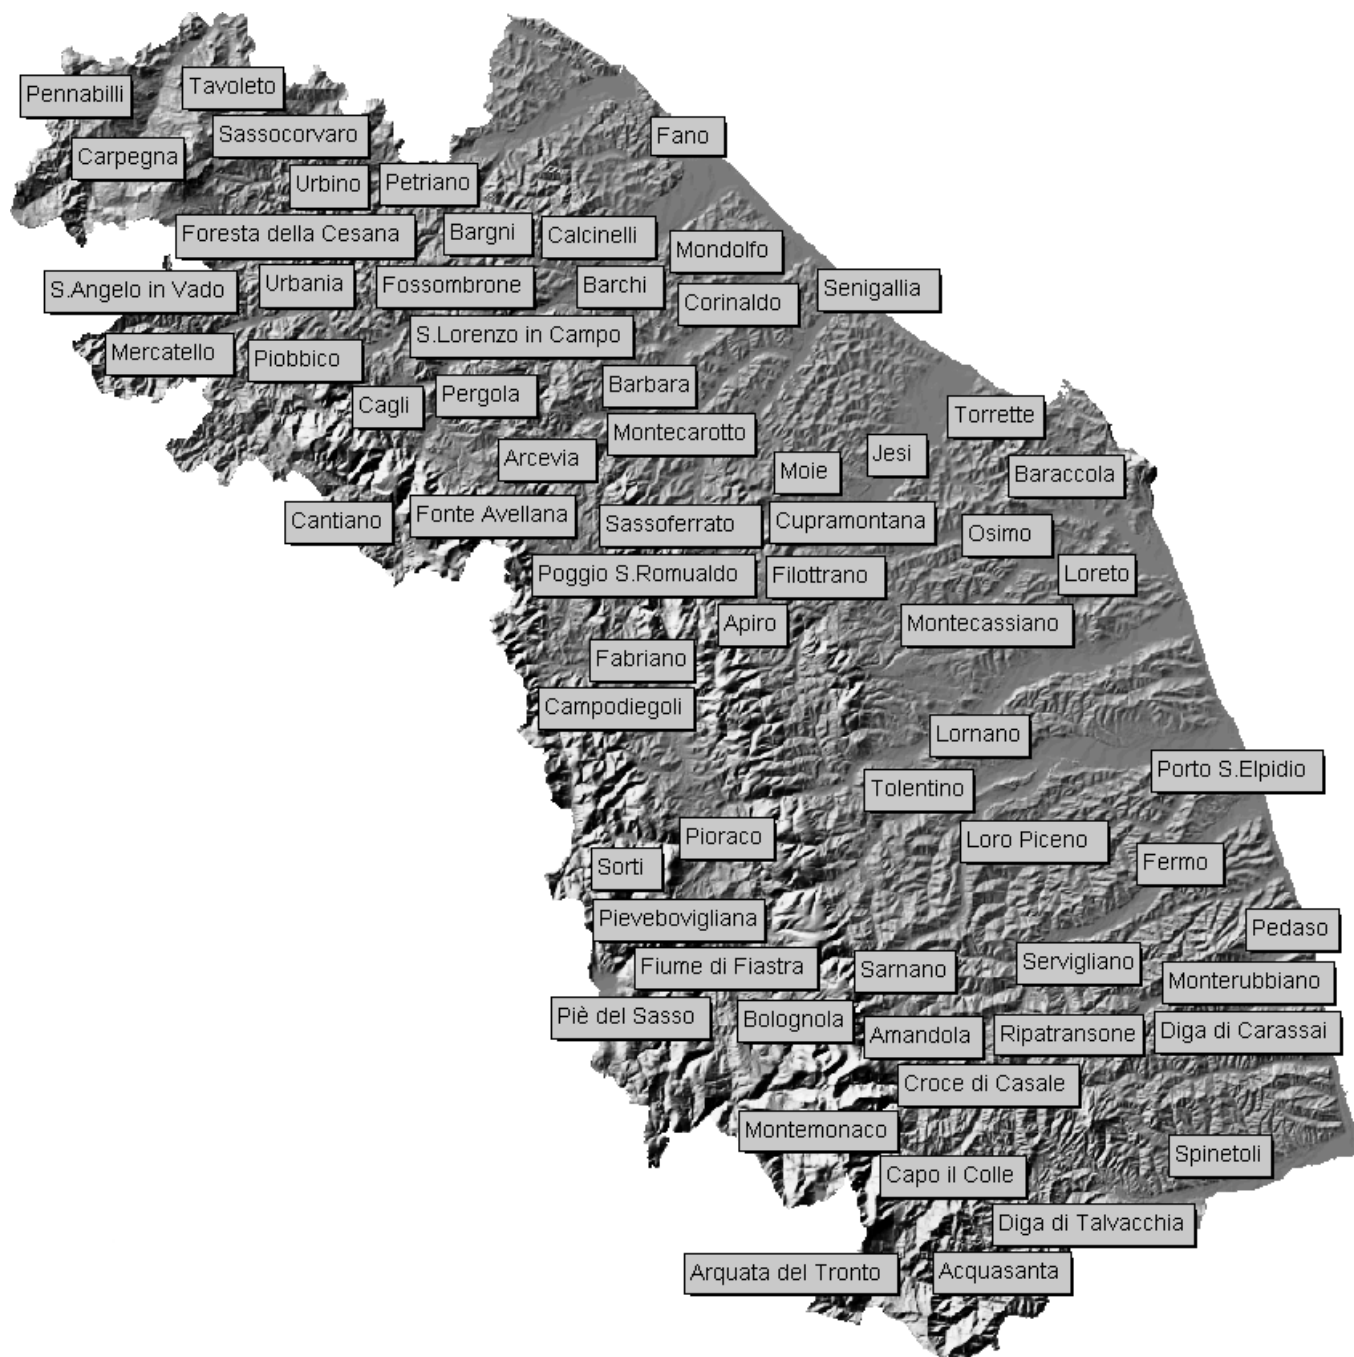 Pennabilli
Tavoleto
Sassocorvaro
Fano
Carpegna
Urbino
Petriano
Foresta della Cesana
Bargni
Calcinelli
Mondolfo
S.Angelo in Vado
Urbania
Fossombrone
Barchi
Corinaldo
Senigallia
Mercatello
Piobbico
S.Lorenzo in Campo
Cagli
Pergola
Barbara
Torrette
Montecarotto
Arcevia
Moie
Jesi
Baraccola
Cantiano
Fonte Avellana
Sassoferrato
Cupramontana
Osimo
Poggio S.Romualdo
Filottrano
Loreto
Apiro
Montecassiano
Fabriano
Campodiegoli
Lornano
Porto S.Elpidio
Tolentino
Pioraco
Loro Piceno
Sorti
Fermo
Pievebovigliana
Pedaso
Fiume di Fiastra
Sarnano
Servigliano
Monterubbiano
Piè del Sasso
Bolognola
Amandola
Ripatransone
Diga di Carassai
Croce di Casale
Montemonaco
Spinetoli
Capo il Colle
Diga di Talvacchia
Arquata del Tronto
Acquasanta